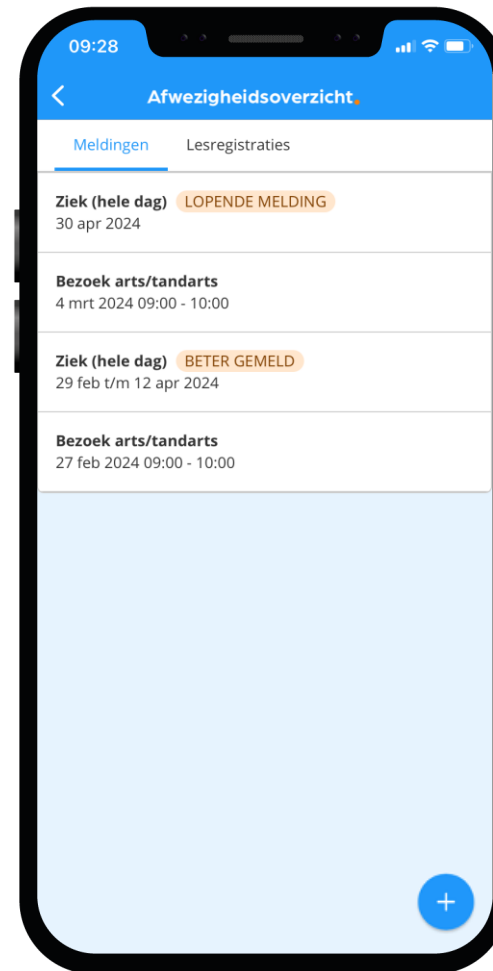 09:28
Afwezigheidsoverzicht.
Meldingen Lesregistraties
Ziek (hele dag) LOPENDE MELDING
30 apr 2024
Bezoek arts/tandarts
4 mrt 2024 09:00 - 10:00
Ziek (hele dag) BETER GEMELD
29 feb t/m 12 apr 2024
Bezoek arts/tandarts
27 feb 2024 09:00 - 10:00